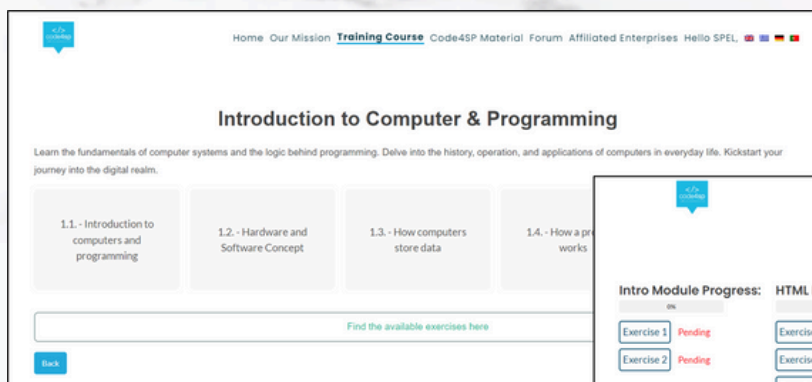 </>
code4sp
Home Our Mission Training Course Code4SP Material Forum Affiliated Enterprises Hello SPEL,
Introduction to Computer & Programming
Learn the fundamentals of computer systems and the logic behind programming. Delve into the history, operation, and applications of computers in everyday life. Kickstart your
journey into the digital realm.
1.1. - Introduction to
computers and
programming
1.2. - Hardware and
Software Concept
1.3. - How computers
store data
1.4. - How a
works
Find the available exercises here
Back
</>
code4sp
Intro Module Progress:
0%
Exercise 1 Pending
Exercise 2 Pending
HTML